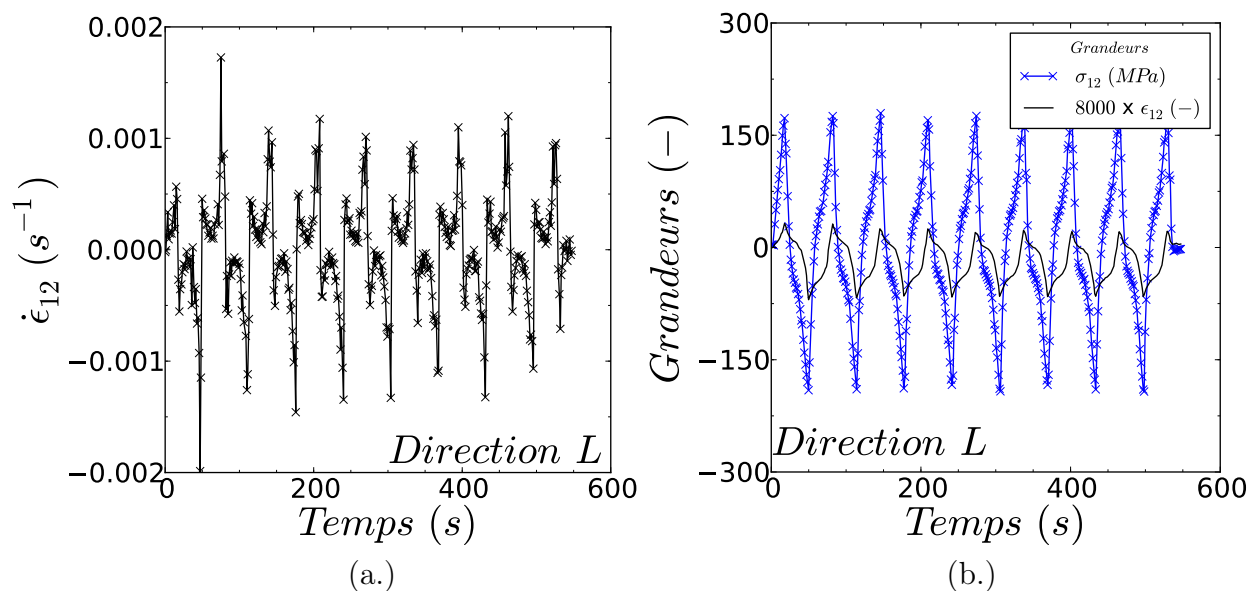 0.002
0.001
0.000
−0.001
−0.002
ϵ̇₁₂ (s⁻¹)
0 200 400 600
Temps (s)
Direction L
(a.)
300
150
0
−150
−300
Grandeurs (−)
Grandeurs
σ₁₂ (MPa)
8000 x ϵ₁₂ (−)
0 200 400 600
Temps (s)
Direction L
(b.)